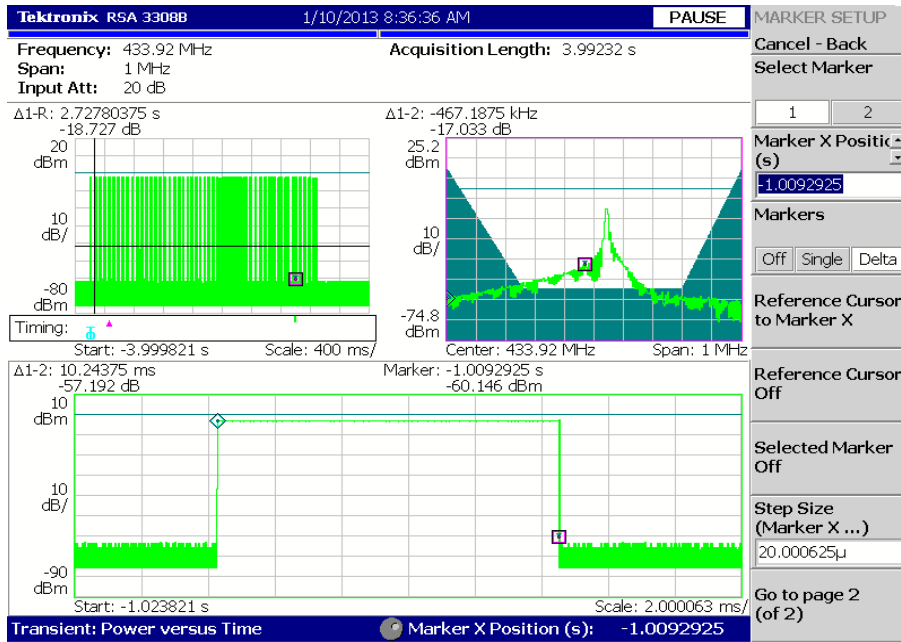 Tektronix RSA 3308B 1/10/2013 8:36:36 AM PAUSE
Frequency: 433.92 MHz Acquisition Length: 3.99232 s
Span: 1 MHz
Input Att: 20 dB
Δ1-R: 2.72780375 s
-18.727 dB
20
dBm
10
dB/
-80
dBm
Timing:
Start: -3.999821 s Scale: 400 ms/
Δ1-2: -467.1875 kHz
-17.033 dB
25.2
dBm
10
dB/
-74.8
dBm
Center: 433.92 MHz Span: 1 MHz
Δ1-2: 10.24375 ms Marker: -1.0092925 s
-57.192 dB -60.146 dBm
10
dBm
10
dB/
-90
dBm
Start: -1.023821 s Scale: 2.000063 ms/
Transient: Power versus Time Marker X Position (s): -1.0092925
MARKER SETUP
Cancel - Back
Select Marker
1 2
Marker X Positic
(s)
-1.0092925
Markers
Off Single Delta
Reference Cursor
to Marker X
Reference Cursor
Off
Selected Marker
Off
Step Size
(Marker X ...)
20.000625µ
Go to page 2
(of 2)